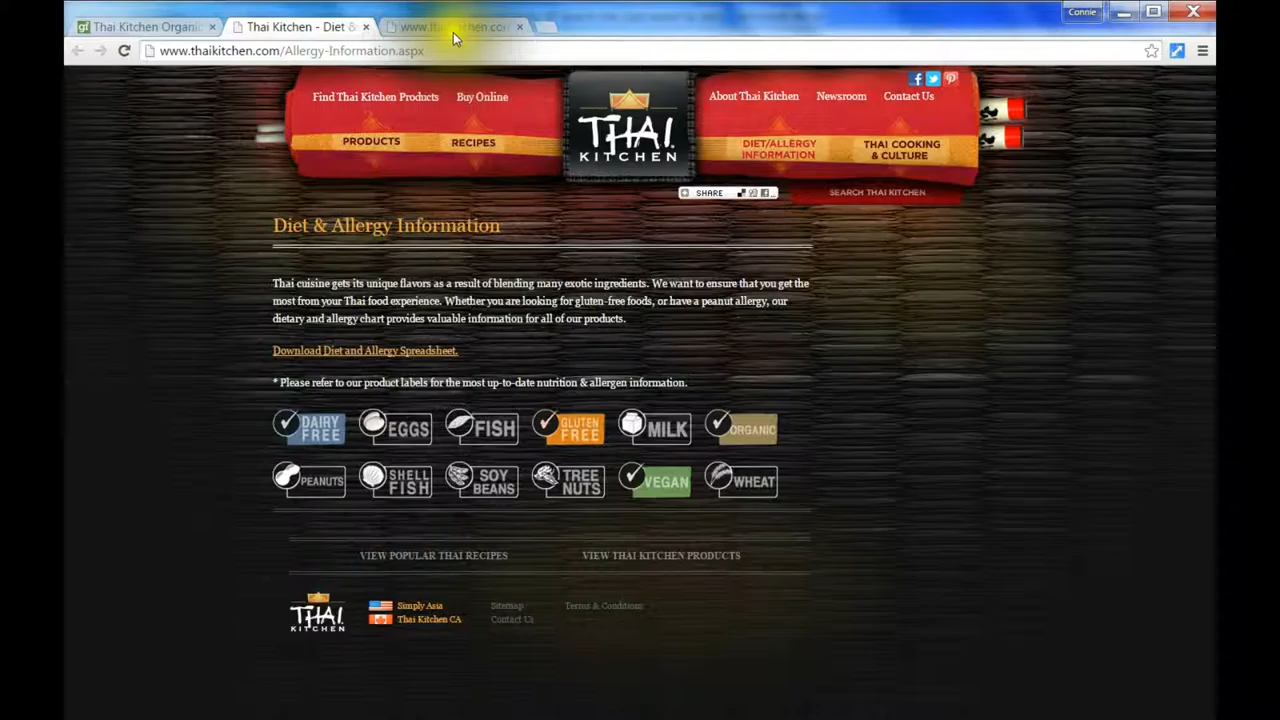 Connie
Thai Kitchen Organic
Thai Kitchen - Diet &
www.thaikitchen.co
www.thaikitchen.com/Allergy-Information.aspx
Find Thai Kitchen Products
Buy Online
About Thai Kitchen
Newsroom
Contact Us
PRODUCTS
RECIPES
THAI
KITCHEN
DIET/ALLERGY
INFORMATION
THAI COOKING
& CULTURE
SHARE
SEARCH THAI KITCHEN
Diet & Allergy Information
Thai cuisine gets its unique flavors as a result of blending many exotic ingredients. We want to ensure that you get the
most from your Thai food experience. Whether you are looking for gluten-free foods, or have a peanut allergy, our
dietary and allergy chart provides valuable information for all of our products.
Download Diet and Allergy Spreadsheet.
* Please refer to our product labels for the most up-to-date nutrition & allergen information.
DAIRY
FREE
EGGS
FISH
GLUTEN
FREE
MILK
ORGANIC
PEANUTS
SHELL
FISH
SOY
BEANS
TREE
NUTS
VEGAN
WHEAT
VIEW POPULAR THAI RECIPES
VIEW THAI KITCHEN PRODUCTS
THAI
KITCHEN
Simply Asia
Thai Kitchen CA
Sitemap
Contact Us
Terms & Conditions